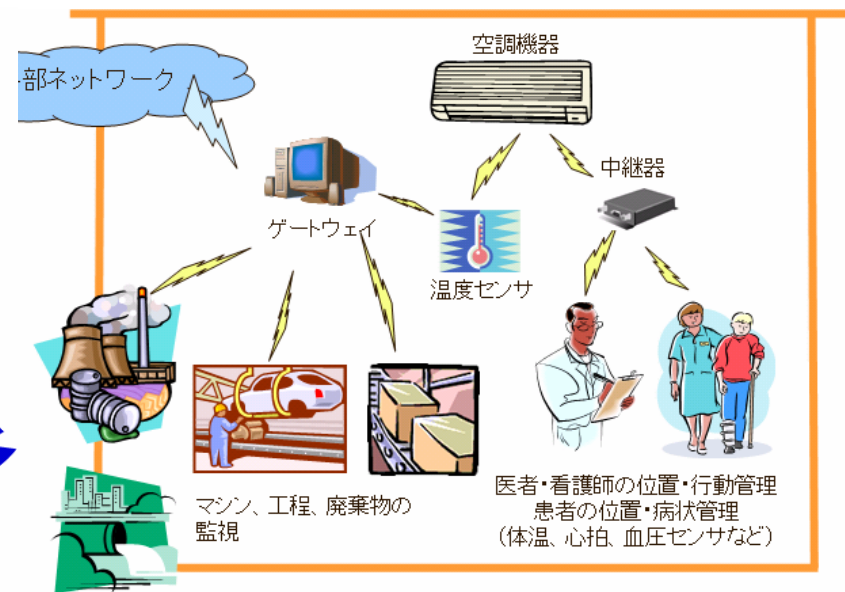 空調機器
部ネットワーク
中継器
ゲートウェイ
温度センサ
マシン、工程、廃棄物の
監視
医者・看護師の位置・行動管理
患者の位置・病状管理
(体温、心拍、血圧センサなど)